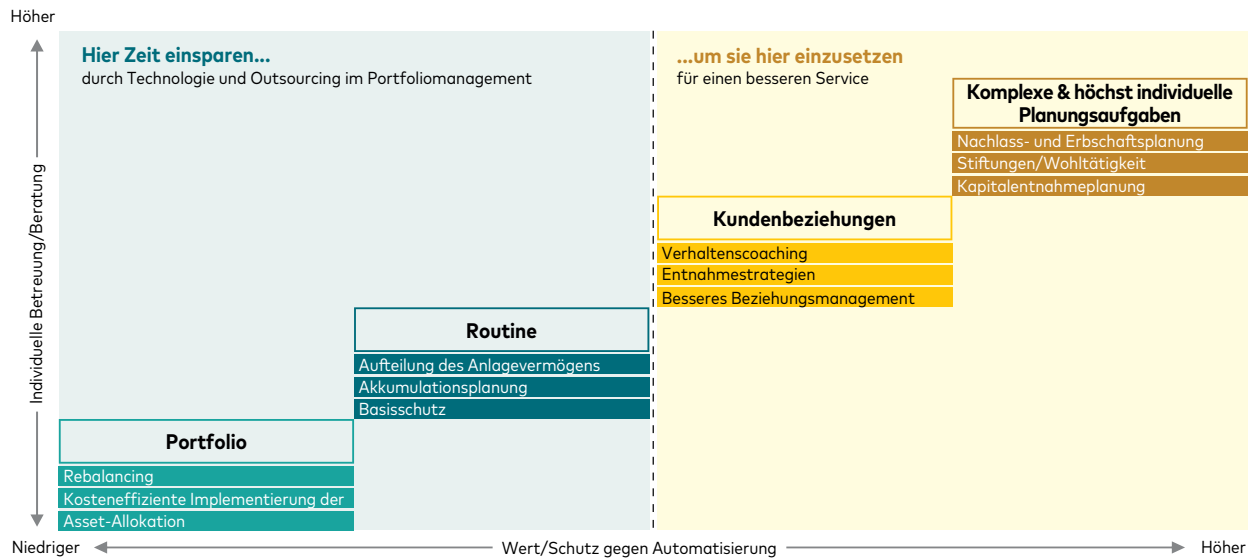 Höher
Hier Zeit einsparen...
durch Technologie und Outsourcing im Portfoliomanagement
...um sie hier einzusetzen
für einen besseren Service
Komplexe & höchst individuelle
Planungsaufgaben
Nachlass- und Erbschaftsplanung
Stiftungen/Wohltätigkeit
Kapitalentnahmeplanung
Kundenbeziehungen
Verhaltenscoaching
Entnahmestrategien
Besseres Beziehungsmanagement
Routine
Aufteilung des Anlagevermögens
Akkumulationsplanung
Basisschutz
Portfolio
Rebalancing
Kosteneffiziente Implementierung der
Asset-Allokation
Individuelle Betreuung/Beratung
Niedriger
Wert/Schutz gegen Automatisierung
Höher